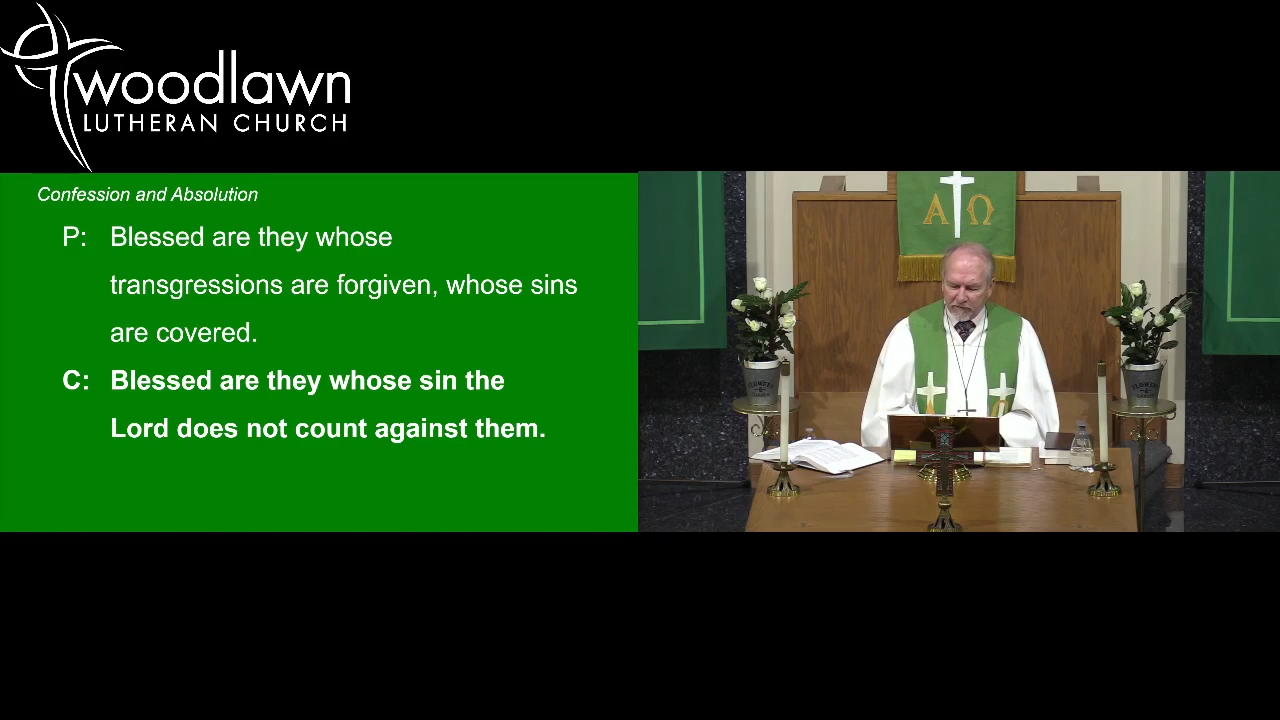 woodlawn
LUTHERAN CHURCH
Confession and Absolution
P: Blessed are they whose
transgressions are forgiven, whose sins
are covered.
C: Blessed are they whose sin the
Lord does not count against them.
Α Ω